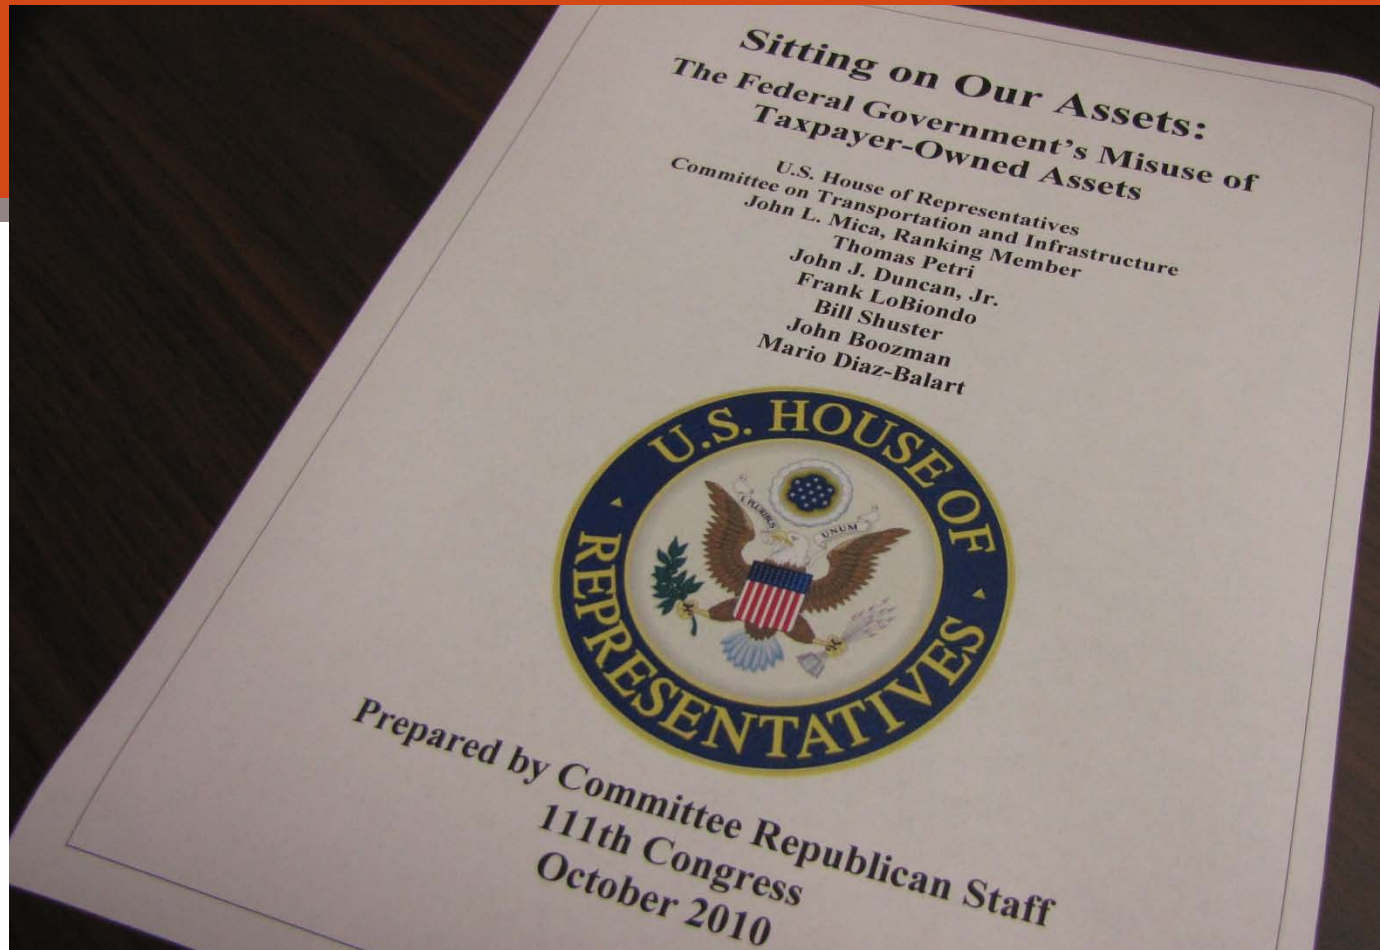 Sitting on Our Assets:
The Federal Government's Misuse of
Taxpayer-Owned Assets
U.S. House of Representatives
Committee on Transportation and Infrastructure
John L. Mica, Ranking Member
Thomas Petri
John J. Duncan, Jr.
Frank LoBiondo
Bill Shuster
John Boozman
Mario Diaz-Balart
U.S. HOUSE OF
REPRESENTATIVES
E PLURIBUS UNUM
Prepared by Committee Republican Staff
111th Congress
October 2010